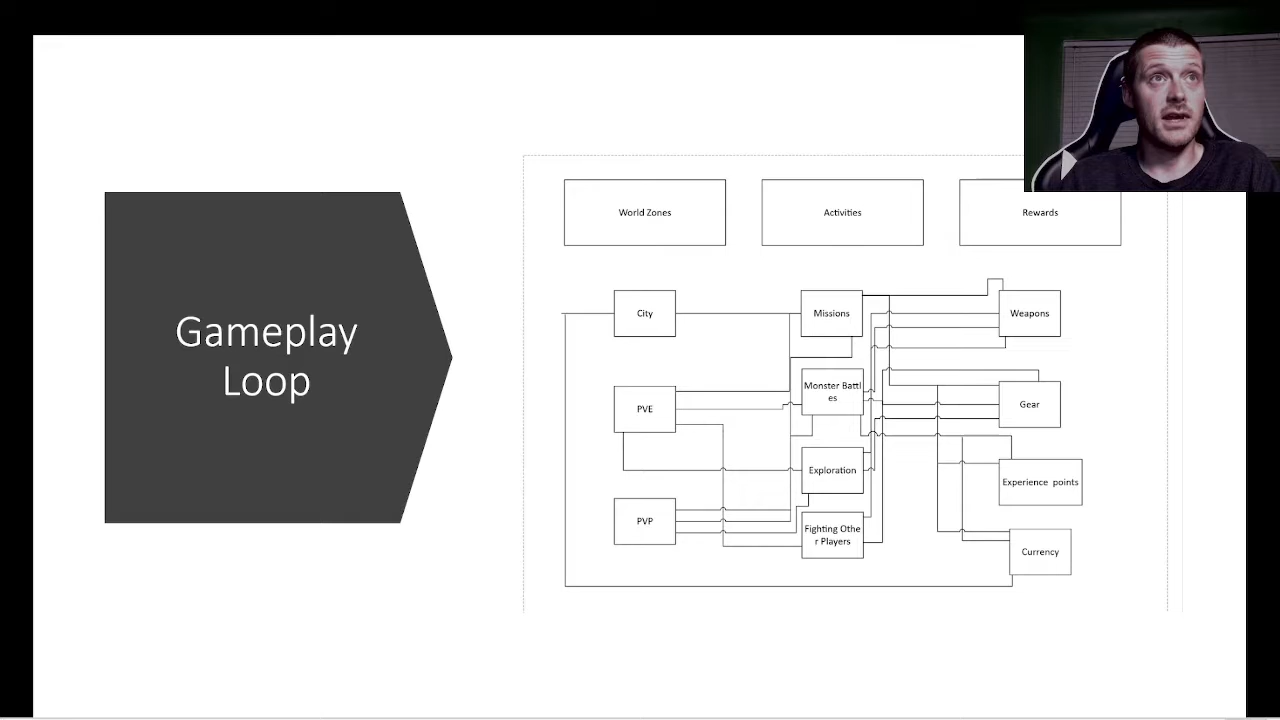 Gameplay
Loop
World Zones
Activities
Rewards
City
Missions
Weapons
PVE
Monster Battl
es
Gear
Exploration
Experience points
PVP
Fighting Othe
r Players
Currency